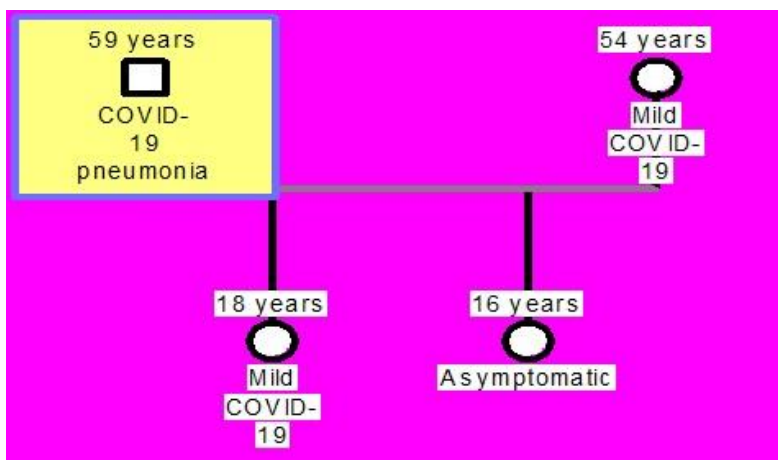 59 years
COVID-
19
pneumonia
54 years
Mild
COVID-
19
18 years
Mild
COVID-
19
16 years
Asymptomatic